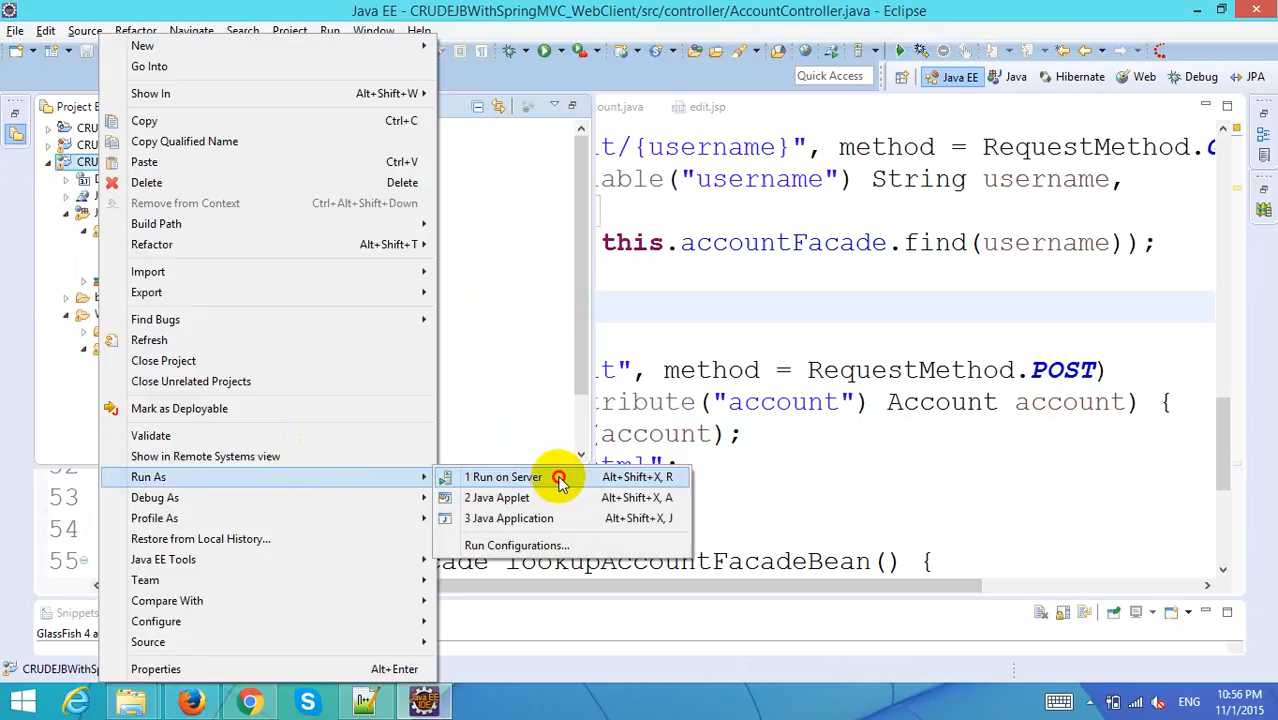 Java EE - CRUDEJBWithSpringMVC_WebClient/src/controller/AccountController.java - Eclipse
File Edit Source Refactor Navigate Search Project Run Window Help
Quick Access
Java EE
Java
Hibernate
Web
Debug
JPA
Project E
CRU
CRU
CRU
New
Go Into
Show In Alt+Shift+W
Copy Ctrl+C
Copy Qualified Name
Paste Ctrl+V
Delete Delete
Remove from Context Ctrl+Alt+Shift+Down
Build Path
Refactor Alt+Shift+T
Import
Export
Find Bugs
Refresh
Close Project
Close Unrelated Projects
Mark as Deployable
Validate
Show in Remote Systems view
Run As
Debug As
Profile As
Restore from Local History...
Java EE Tools
Team
Compare With
Configure
Source
Properties Alt+Enter
1 Run on Server Alt+Shift+X, R
2 Java Applet Alt+Shift+X, A
3 Java Application Alt+Shift+X, J
Run Configurations...
ount.java
edit.jsp
t/{username}", method = RequestMethod.
able("username") String username,
this.accountFacade.find(username));
t", method = RequestMethod.POST)
tribute("account") Account account) {
(account);
lookupAccountFacadeBean() {
53
54
55
Snippets
GlassFish 4 a
CRUDEJBWithSp
ENG
10:56 PM
11/1/2015